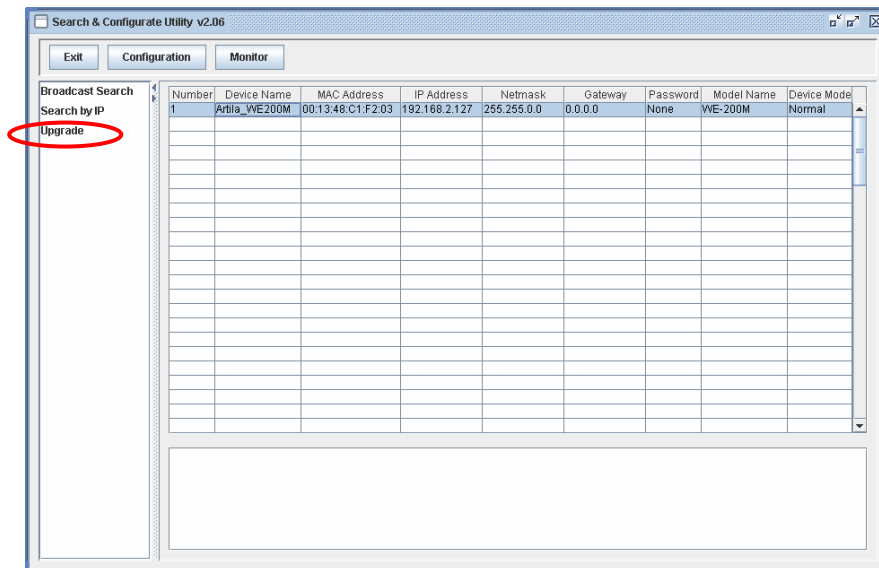 Search & Configurate Utility v2.06
Exit Configuration Monitor
Broadcast Search
Search by IP
Upgrade
Number Device Name MAC Address IP Address Netmask Gateway Password Model Name Device Mode
1 Artila_WE200M 00:13:48:C1:F2:03 192.168.2.127 255.255.0.0 0.0.0.0 None WE-200M Normal